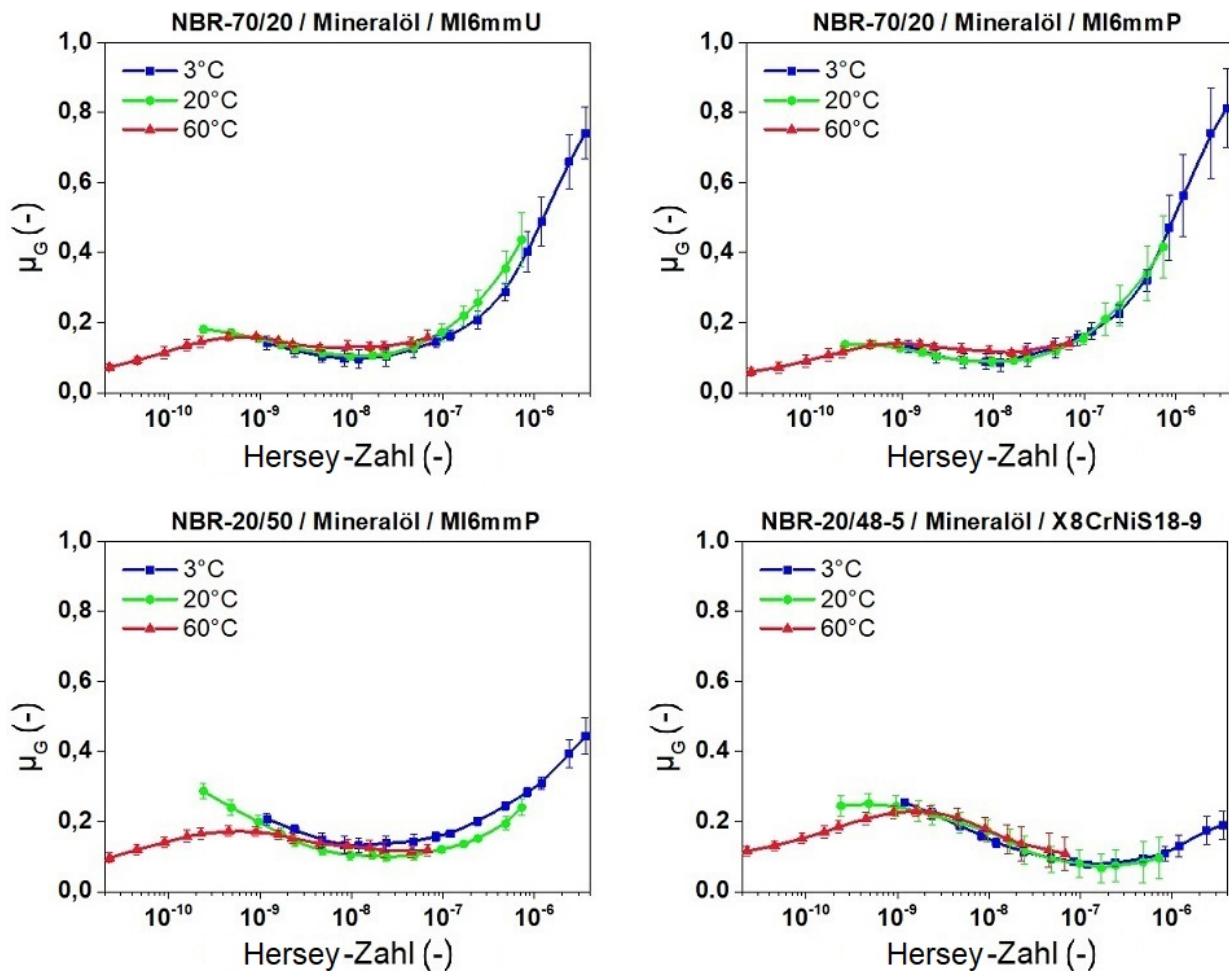 NBR-70/20 / Mineralöl / MI6mmU
1,0
0,8
0,6
0,4
0,2
0,0
μG (-)
3°C
20°C
60°C
10-10
10-9
10-8
10-7
10-6
Hersey-Zahl (-)
NBR-70/20 / Mineralöl / MI6mmP
1,0
0,8
0,6
0,4
0,2
0,0
μG (-)
3°C
20°C
60°C
10-10
10-9
10-8
10-7
10-6
Hersey-Zahl (-)
NBR-20/50 / Mineralöl / MI6mmP
1,0
0,8
0,6
0,4
0,2
0,0
μG (-)
3°C
20°C
60°C
10-10
10-9
10-8
10-7
10-6
Hersey-Zahl (-)
NBR-20/48-5 / Mineralöl / X8CrNiS18-9
1,0
0,8
0,6
0,4
0,2
0,0
μG (-)
3°C
20°C
60°C
10-10
10-9
10-8
10-7
10-6
Hersey-Zahl (-)